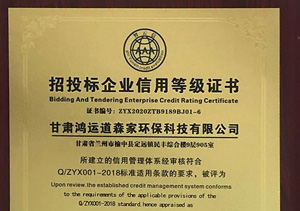 招投标企业信用等级证书
Bidding And Tendering Enterprise Credit Rating Certificate
证书编号：ZYX2020ZTB9189BJ01-6
甘肃鸿运道森家环保科技有限公司
甘肃省兰州市榆中县定远镇民丰综合楼9层905室
所建立的信用管理体系经审核符合
Q/ZYX001-2018标准适用条款的要求，被评为
Upon review, the established credit management system conforms
to the requirements of the applicable provisions of the
Q/ZYX001-2018 standard, hence appraised as